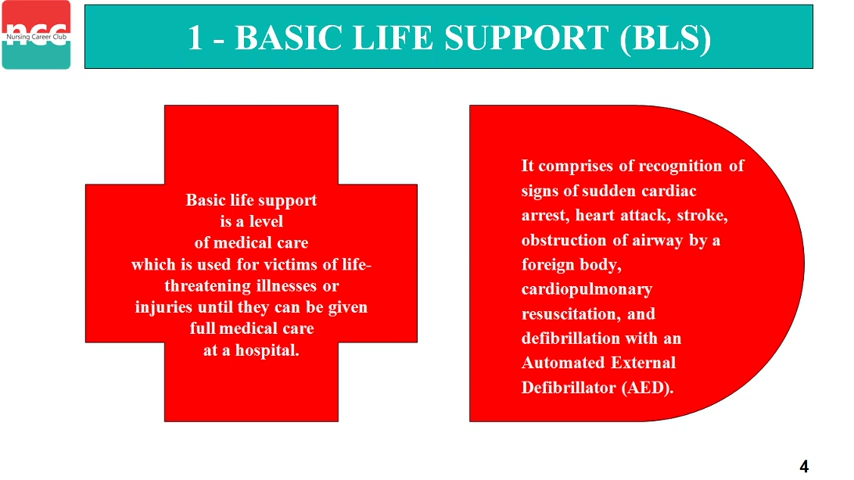 ncc
Nursing Career Club
1 - BASIC LIFE SUPPORT (BLS)
Basic life support
is a level
of medical care
which is used for victims of life-
threatening illnesses or
injuries until they can be given
full medical care
at a hospital.
It comprises of recognition of
signs of sudden cardiac
arrest, heart attack, stroke,
obstruction of airway by a
foreign body,
cardiopulmonary
resuscitation, and
defibrillation with an
Automated External
Defibrillator (AED).
4